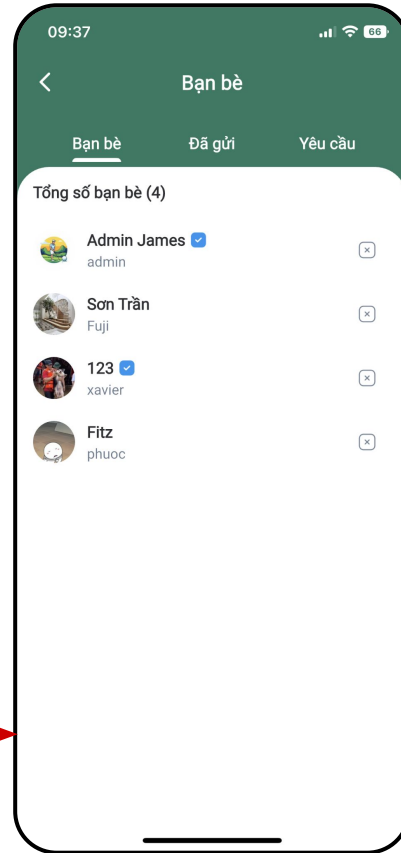 09:37
66
Bạn bè
Bạn bè Đã gửi Yêu cầu
Tổng số bạn bè (4)
Admin James
admin
Sơn Trần
Fuji
123
xavier
Fitz
phuoc